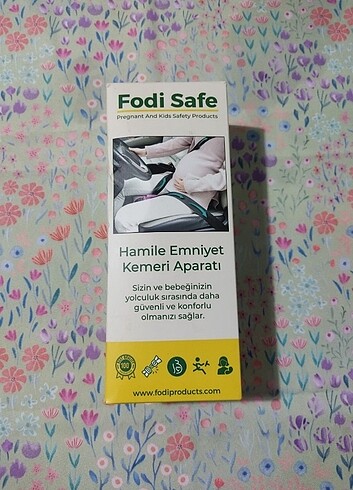 Fodi Safe
Pregnant And Kids Safety Products
Hamile Emniyet
Kemeri Aparatı
Sizin ve bebeğinizin
yolculuk sırasında daha
güvenli ve konforlu
olmanızı sağlar.
100
www.fodiproducts.com